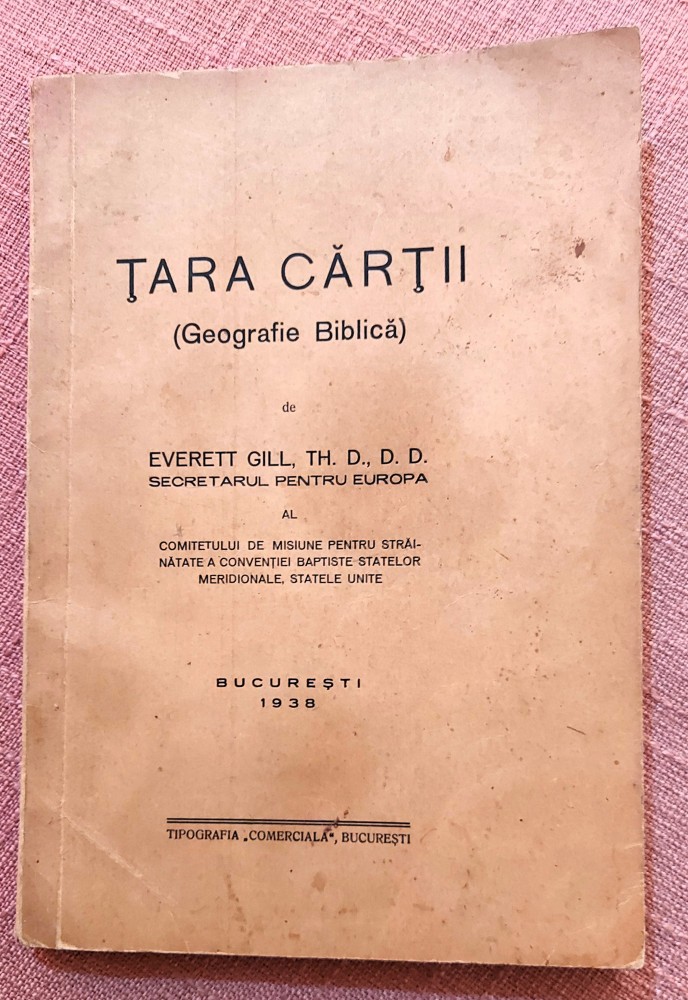 ŢARA CĂRŢII
(Geografie Biblică)
de
EVERETT GILL, TH. D., D. D.
SECRETARUL PENTRU EUROPA
AL
COMITETULUI DE MISIUNE PENTRU STRĂI-
NĂTATE A CONVENŢIEI BAPTISTE STATELOR
MERIDIONALE, STATELE UNITE
BUCUREŞTI
1938
TIPOGRAFIA „COMERCIALA“, BUCUREŞTI